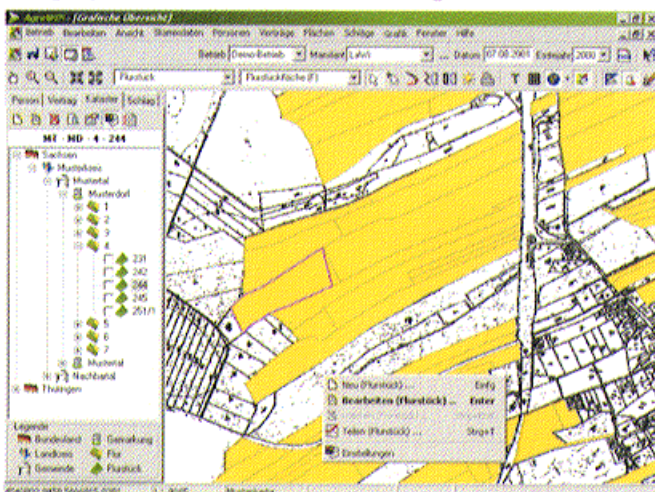 [Grafische Übersicht]
Betrieb Bearbeiten Ansicht Stammdaten Personen Verträge Flächen Schläge Grafik Fenster Hilfe
Betrieb Demo-Betrieb Mandant ... Datum 07.08.2001 Erntejahr 2000
Flurstück Flurstücksfläche (F)
Person Vertrag Kataster Schlag
MT - MD - 4 - 244
Sachsen
Musterkreis
Mustertal
Musterdorf
1
2
3
4
231
242
244
245
251/1
5
6
7
Mustertal
Nachbartal
Thüringen
Legende
Bundesland Gemarkung
Landkreis Flur
Gemeinde Flurstück
Neu (Flurstück) ... Einfg
Bearbeiten (Flurstück) ... Enter
Teilen (Flurstück) ... Strg+T
Einstellungen